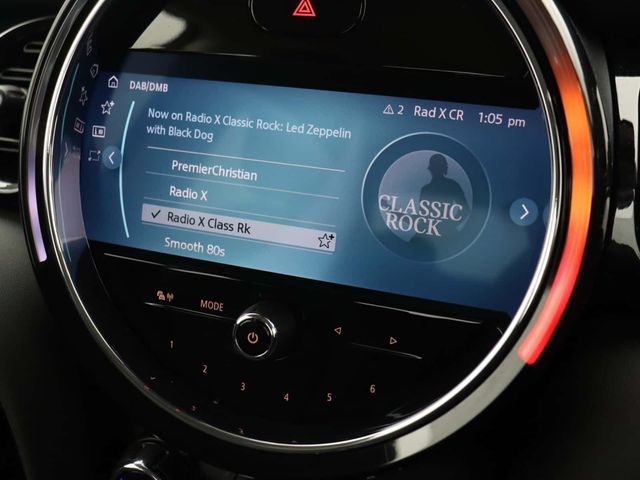 DAB/DMB
2 Rad X CR 1:05 pm
Now on Radio X Classic Rock: Led Zeppelin
with Black Dog
PremierChristian
Radio X
Radio X Class Rk
Smooth 80s
CLASSIC
ROCK
MODE
1
2
3
4
5
6